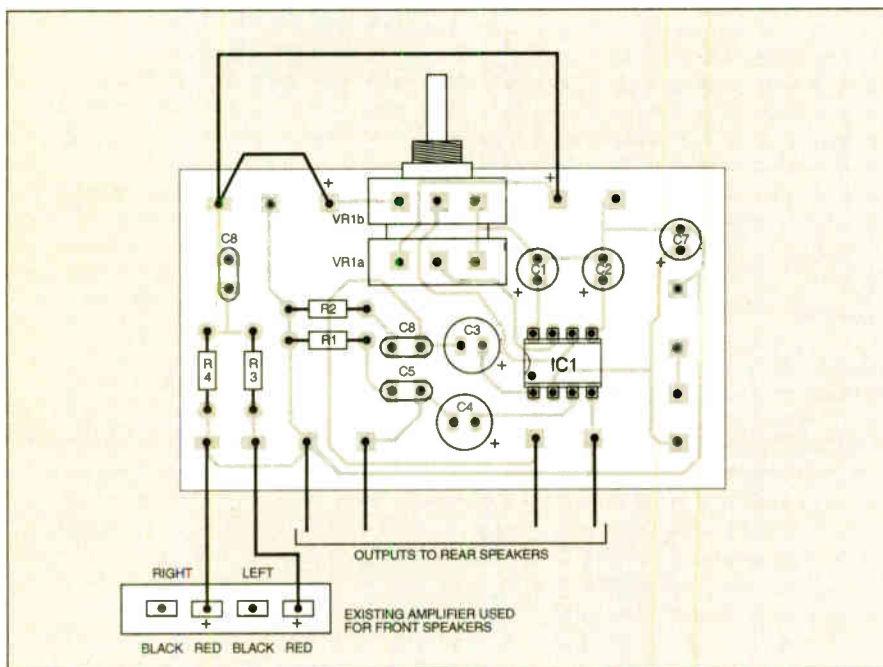 +
+
VR1b
C8
VR1a
C7
+
C1
C2
+
+
R2
R1
C8
C3
+
IC1
R
4
R
3
C5
C4
+
OUTPUTS TO REAR SPEAKERS
RIGHT LEFT
+ +
EXISTING AMPLIFIER USED
FOR FRONT SPEAKERS
BLACK RED BLACK RED